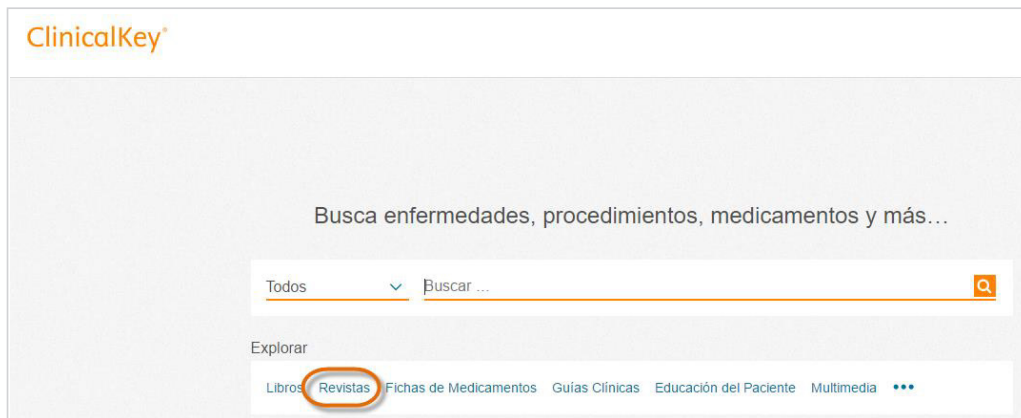 ClinicalKey®
Busca enfermedades, procedimientos, medicamentos y más…
Todos Buscar ...
Explorar
Libros Revistas Fichas de Medicamentos Guías Clínicas Educación del Paciente Multimedia •••